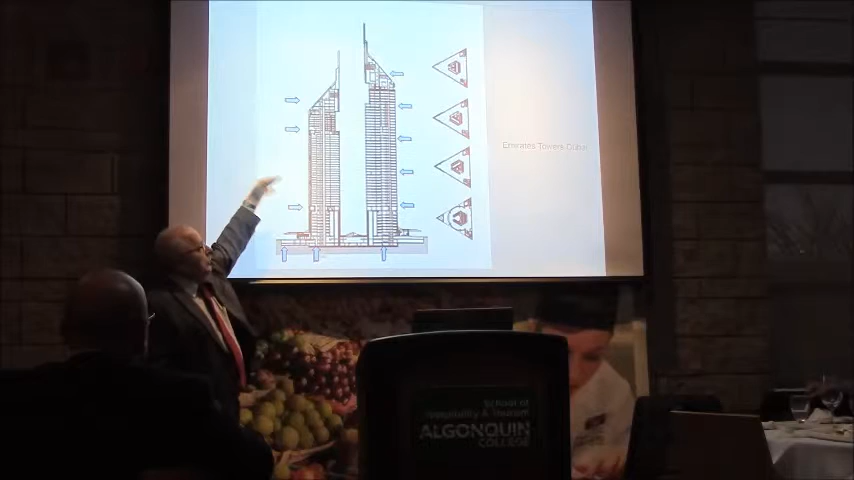 Emirates Towers Dubai
School of
Hospitality & Tourism
ALGONQUIN
COLLEGE